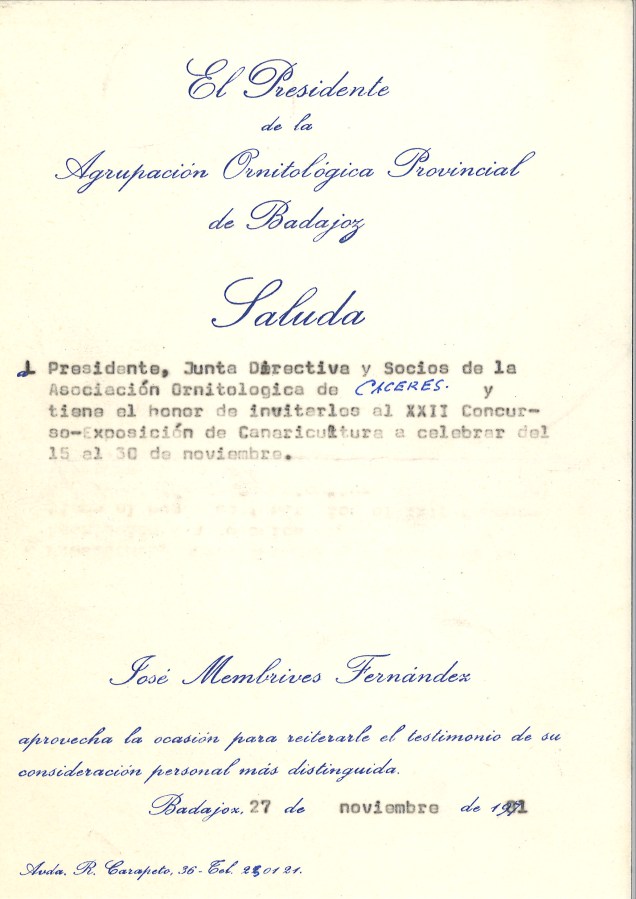 El Presidente
de la
Agrupación Ornitológica Provincial
de Badajoz
Saluda
al Presidente, Junta Directiva y Socios de la
Asociación Ornitologica de CACERES. y
tiene el honor de invitarlos al XXII Concur-
so-Exposición de Canaricultura a celebrar del
15 al 30 de noviembre.
José Membrives Fernández
aprovecha la ocasión para reiterarle el testimonio de su
consideración personal más distinguida.
Badajoz, 27 de noviembre de
Avda. R. Carapeto, 36 - Tel.